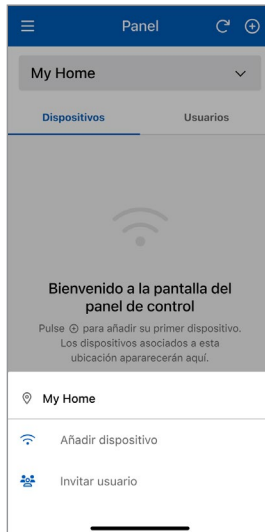 Panel
My Home
Dispositivos Usuarios
Bienvenido a la pantalla del
panel de control
Pulse ⊕ para añadir su primer dispositivo.
Los dispositivos asociados a esta
ubicación apararecerán aquí.
My Home
Añadir dispositivo
Invitar usuario